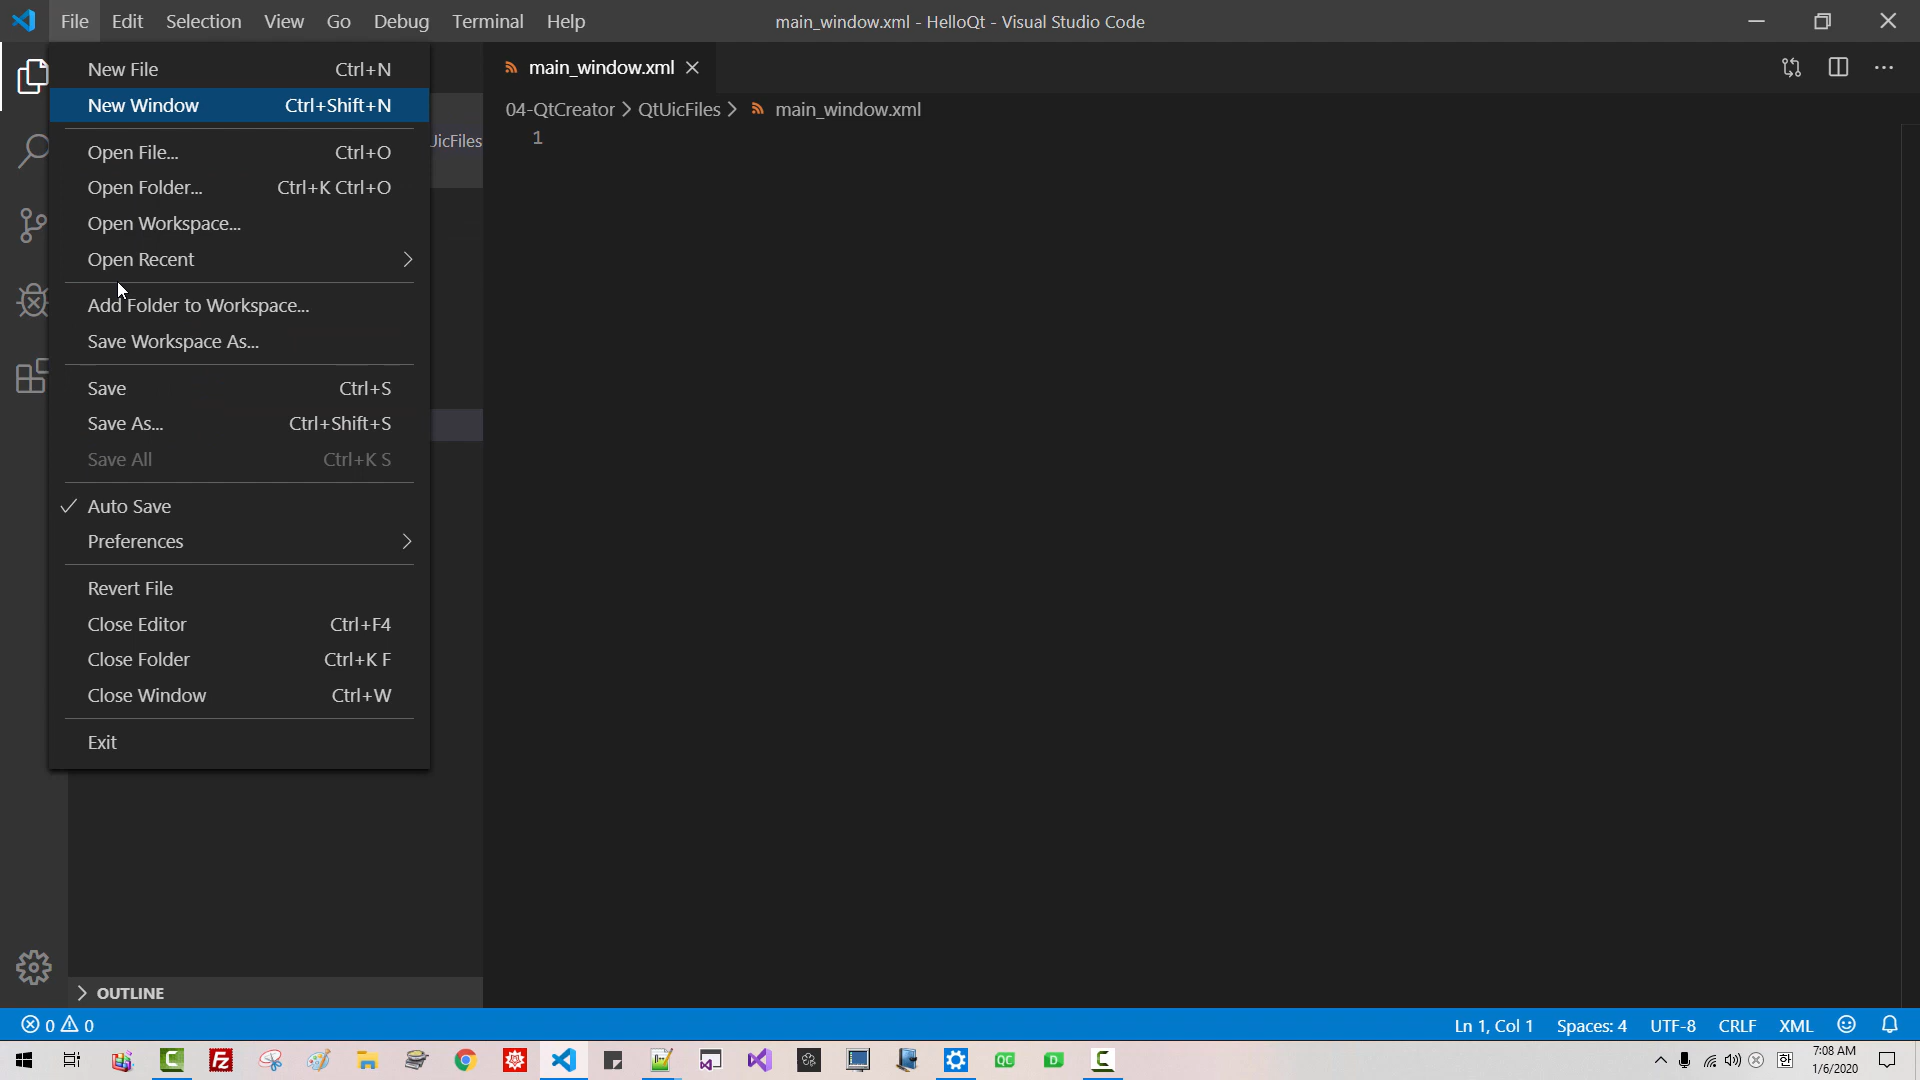 File Edit Selection View Go Debug Terminal Help
main_window.xml - HelloQt - Visual Studio Code
New File Ctrl+N
New Window Ctrl+Shift+N
Open File... Ctrl+O
Open Folder... Ctrl+K Ctrl+O
Open Workspace...
Open Recent
Add Folder to Workspace...
Save Workspace As...
Save Ctrl+S
Save As... Ctrl+Shift+S
Save All Ctrl+K S
Auto Save
Preferences
Revert File
Close Editor Ctrl+F4
Close Folder Ctrl+K F
Close Window Ctrl+W
Exit
UicFiles
OUTLINE
main_window.xml
04-QtCreator > QtUicFiles > main_window.xml
1
0 0
Ln 1, Col 1 Spaces: 4 UTF-8 CRLF XML
QC D
한
7:08 AM
1/6/2020